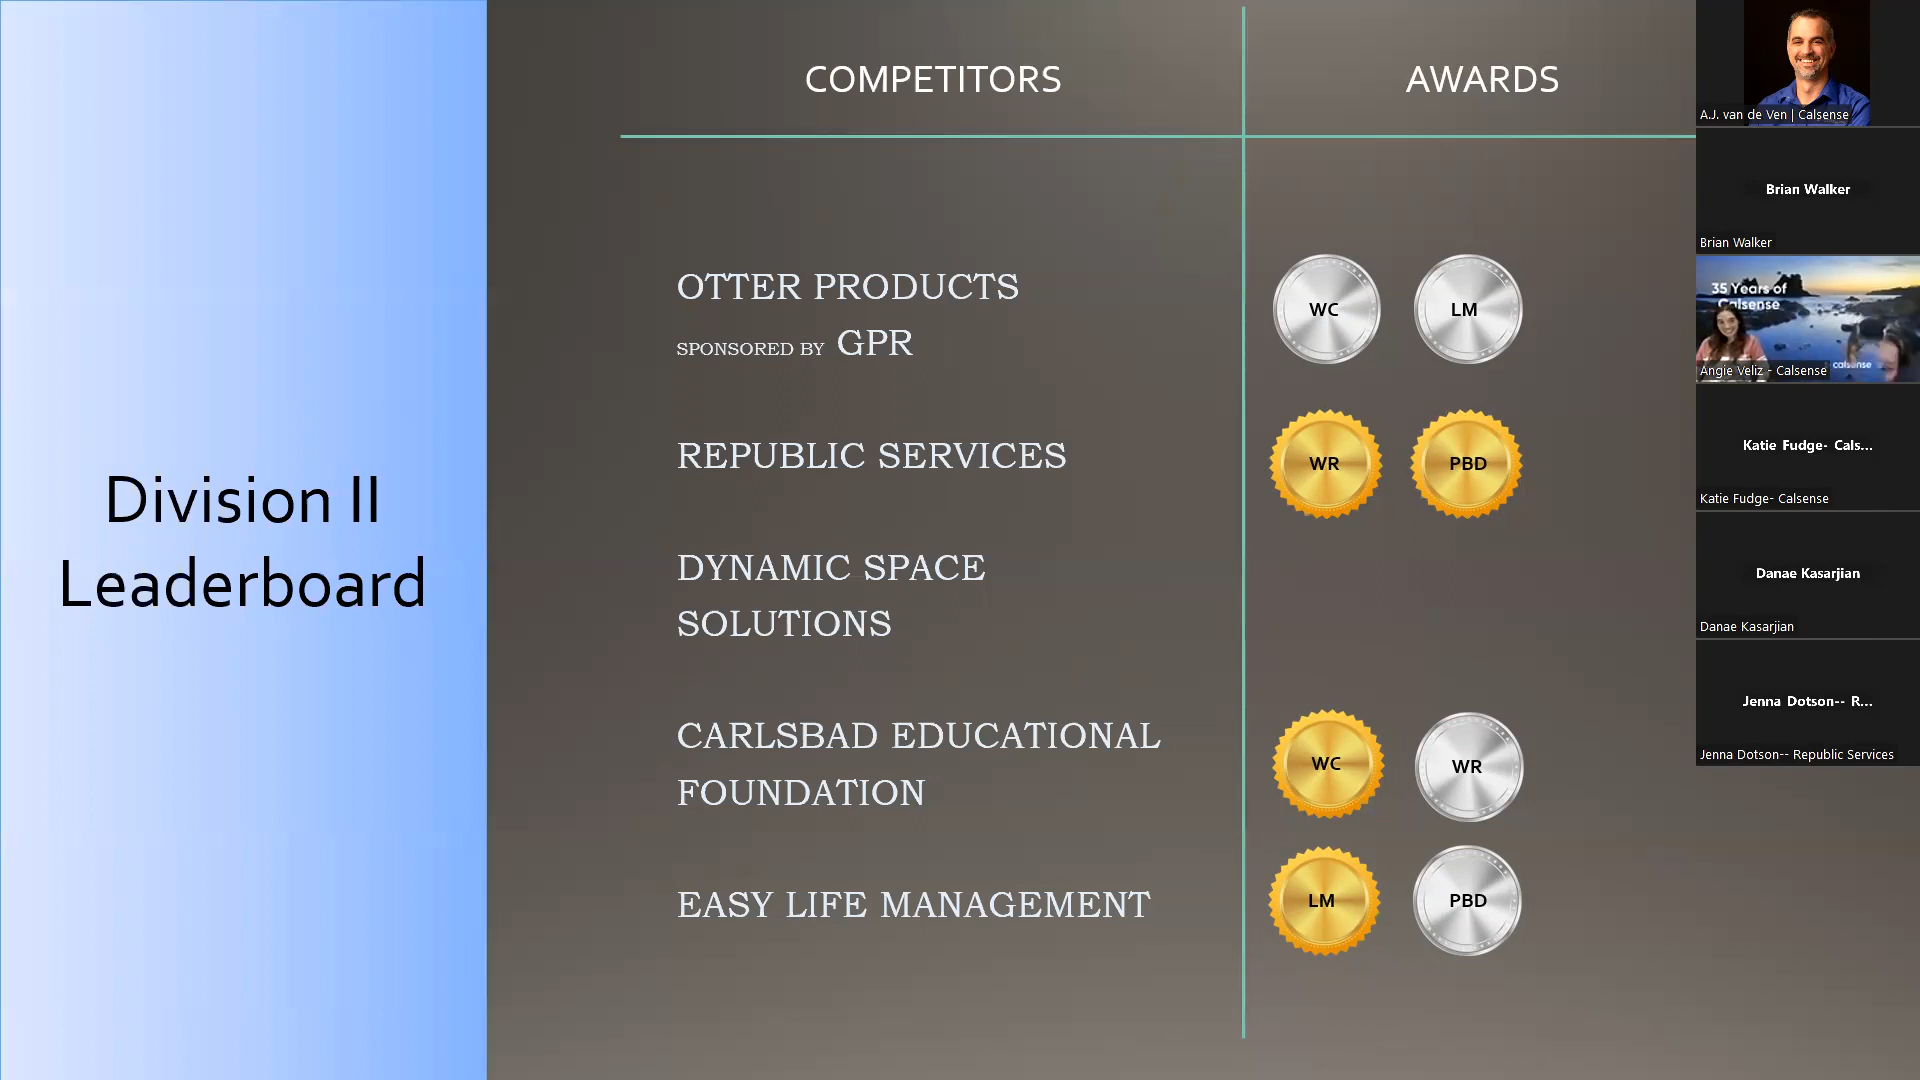 COMPETITORS
AWARDS
Division II
Leaderboard
OTTER PRODUCTS
SPONSORED BY GPR
WC
LM
REPUBLIC SERVICES
WR
PBD
DYNAMIC SPACE
SOLUTIONS
CARLSBAD EDUCATIONAL
FOUNDATION
WC
WR
EASY LIFE MANAGEMENT
LM
PBD
A.J. van de Ven | Calsense
Brian Walker
Brian Walker
35 Years of
Calsense
calsense
Angie Veliz - Calsense
Katie Fudge- Cals...
Katie Fudge- Calsense
Danae Kasarjian
Danae Kasarjian
Jenna Dotson-- R...
Jenna Dotson-- Republic Services